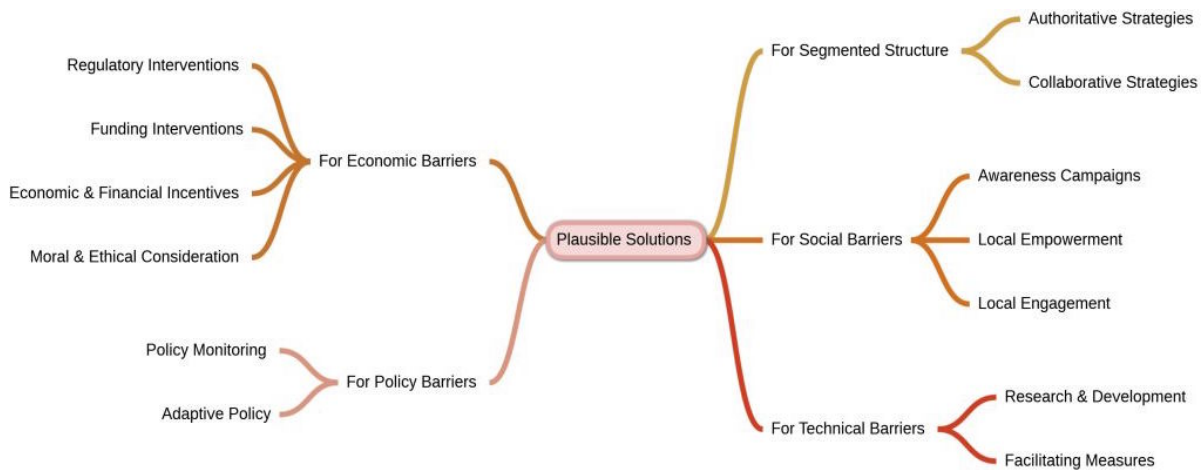 Plausible Solutions
For Economic Barriers
Regulatory Interventions
Funding Interventions
Economic & Financial Incentives
Moral & Ethical Consideration
For Policy Barriers
Policy Monitoring
Adaptive Policy
For Segmented Structure
Authoritative Strategies
Collaborative Strategies
For Social Barriers
Awareness Campaigns
Local Empowerment
Local Engagement
For Technical Barriers
Research & Development
Facilitating Measures